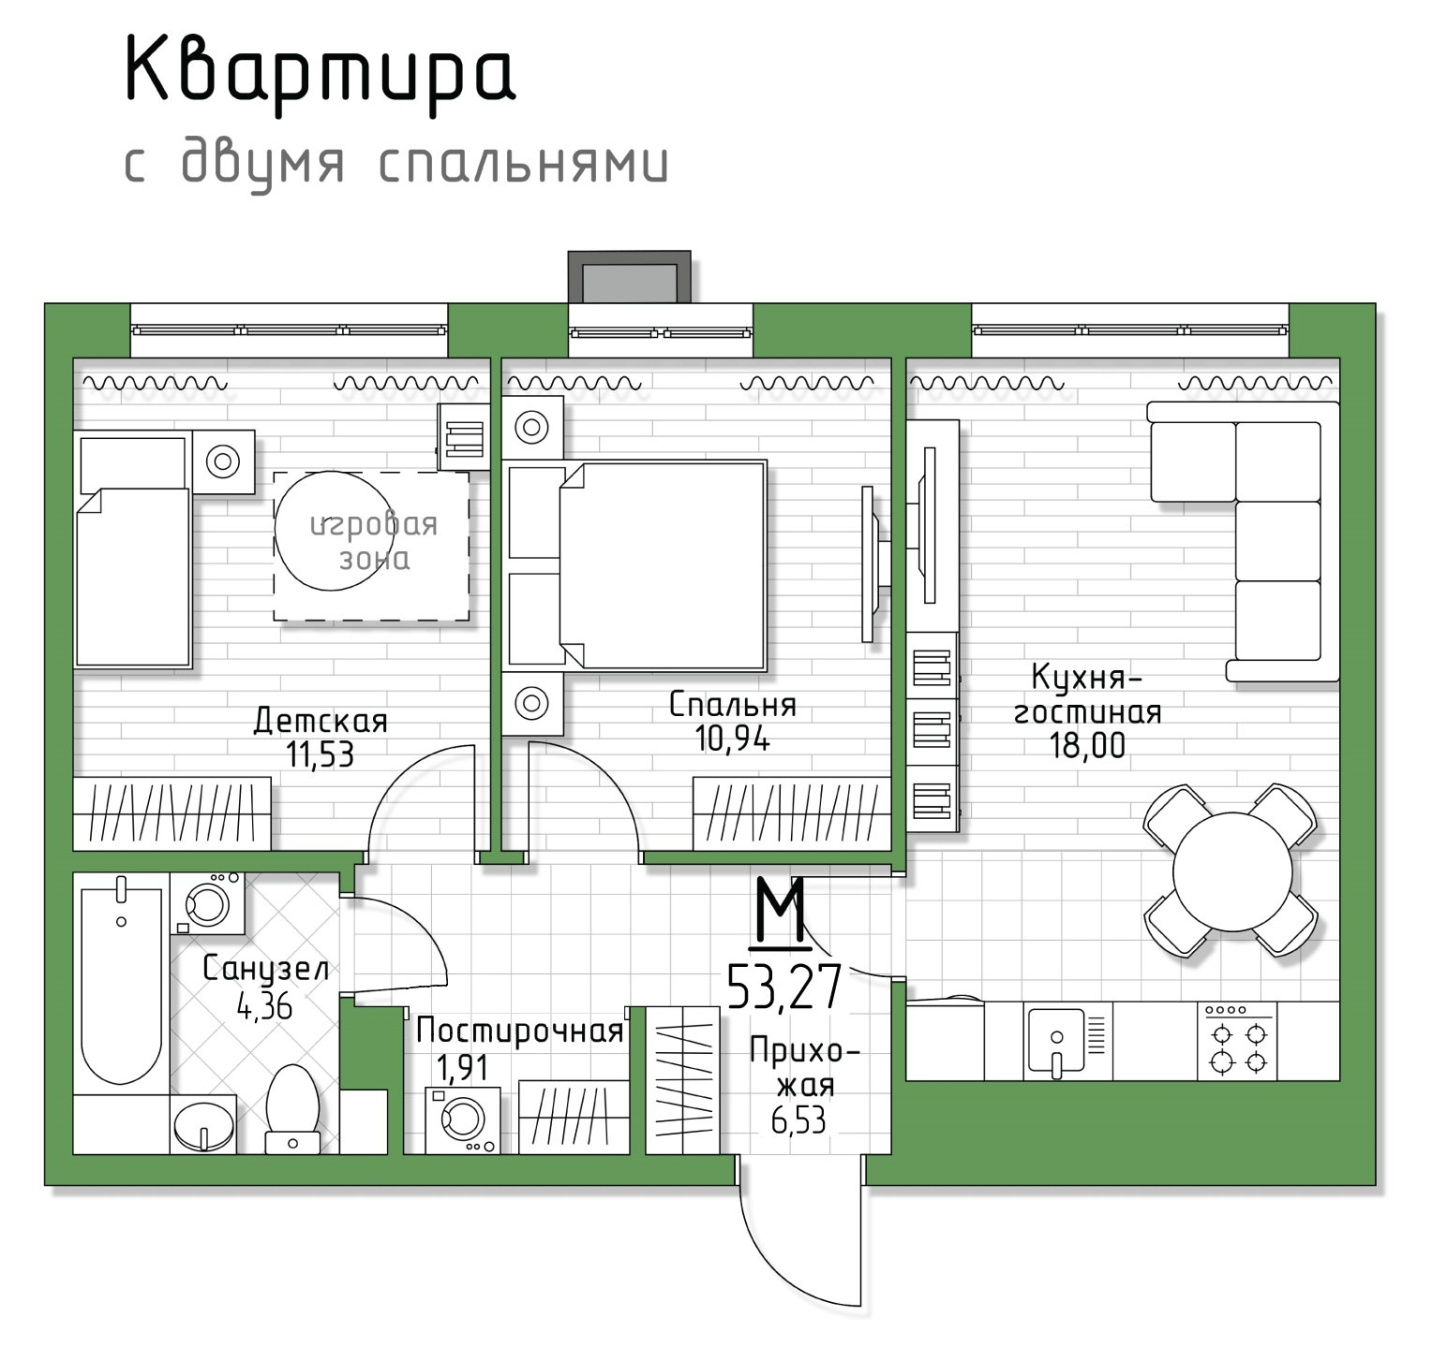 Квартира
с двумя спальнями
игровая
зона
Детская
11,53
Спальня
10,94
Кухня-
гостиная
18,00
М
53,27
Санузел
4,36
Постирочная
1,91
Прихо-
жая
6,53